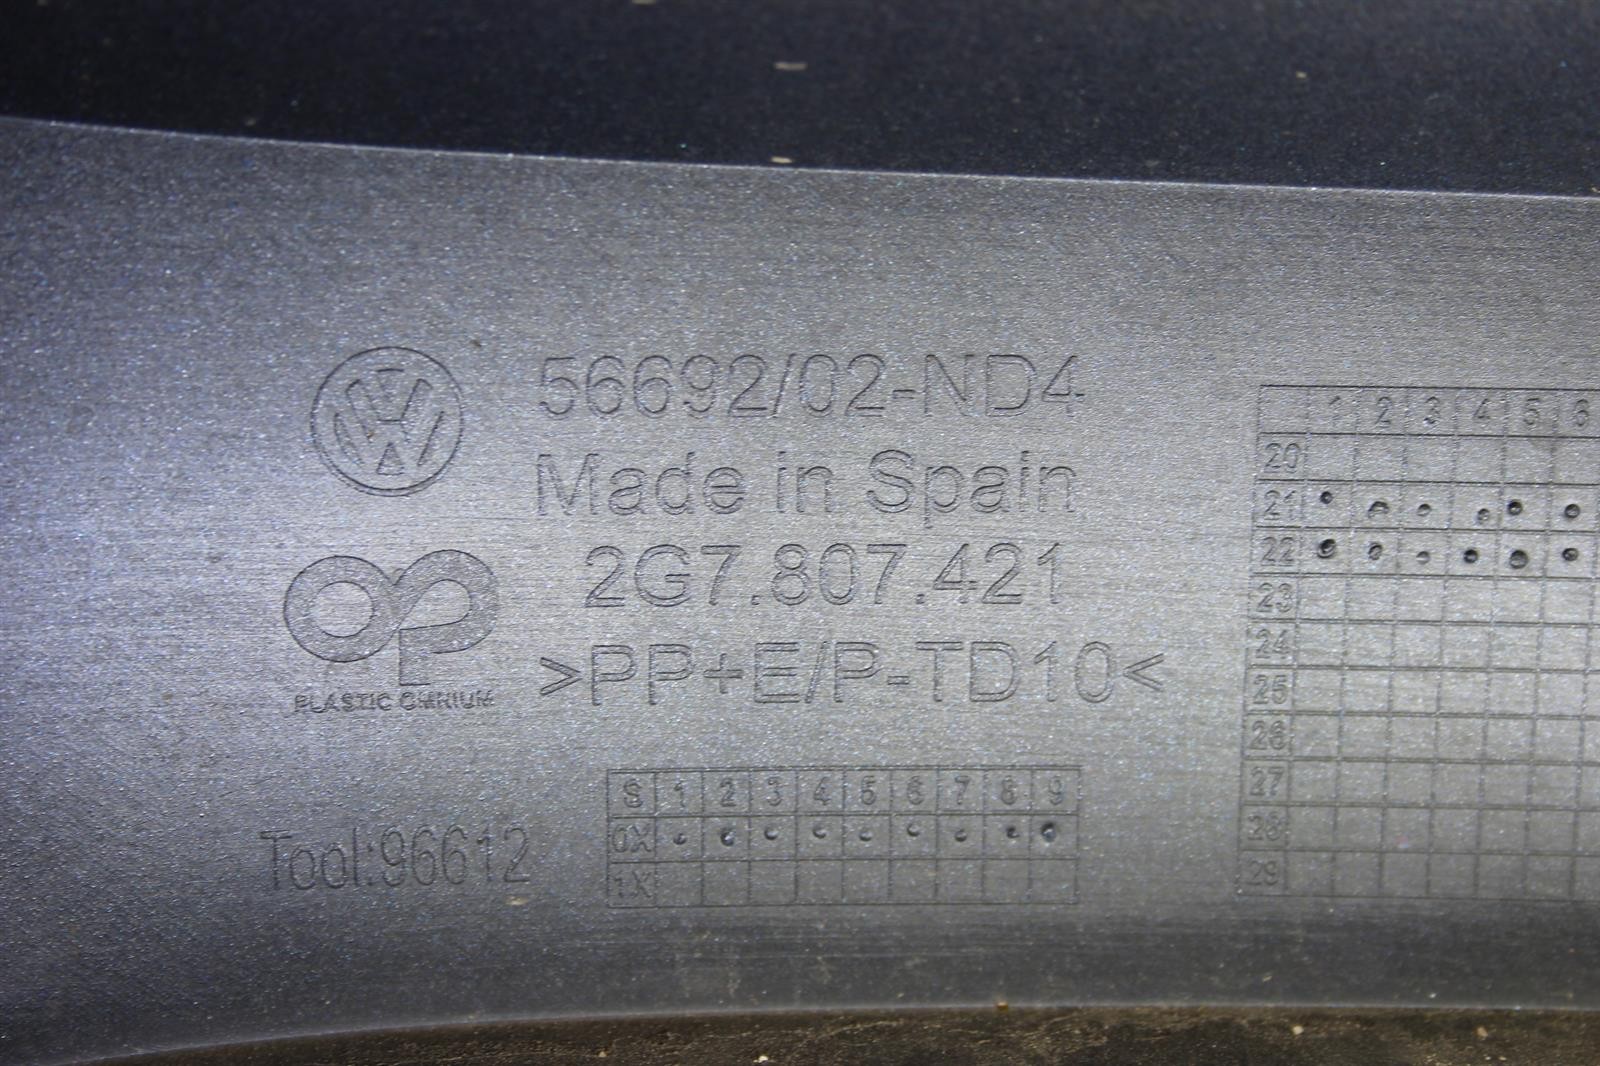 56692/02-ND4
Made in Spain
2G7.807.421
>PP+E/P-TD10<
PLASTIC OMNIUM
Tool:96612
S 1 2 3 4 5 6 7 8 9
0X
1X
1 2 3 4 5 6
20
21
22
23
24
25
26
27
28
29